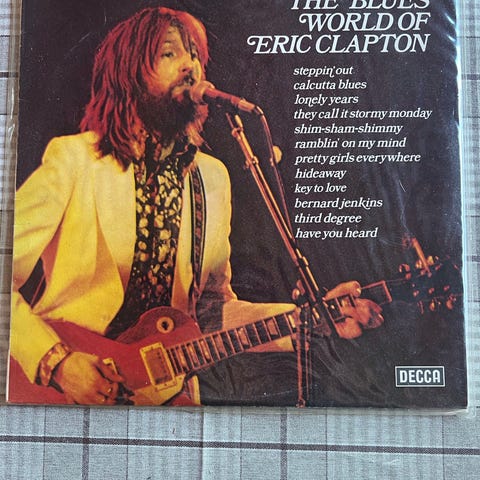 THE BLUES
WORLD OF
ERIC CLAPTON
steppin' out
calcutta blues
lonely years
they call it stormy monday
shim-sham-shimmy
ramblin' on my mind
pretty girls everywhere
hideaway
key to love
bernard jenkins
third degree
have you heard
DECCA